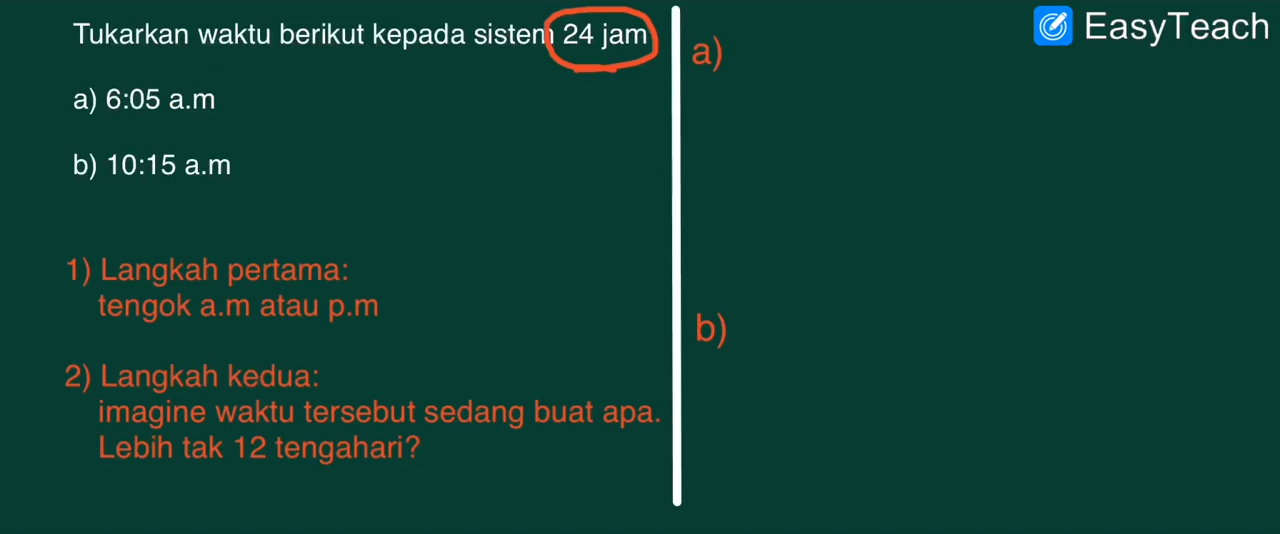 Tukarkan waktu berikut kepada sistem 24 jam
a) 6:05 a.m
b) 10:15 a.m
1) Langkah pertama:
tengok a.m atau p.m
2) Langkah kedua:
imagine waktu tersebut sedang buat apa.
Lebih tak 12 tengahari?
a)
b)
EasyTeach